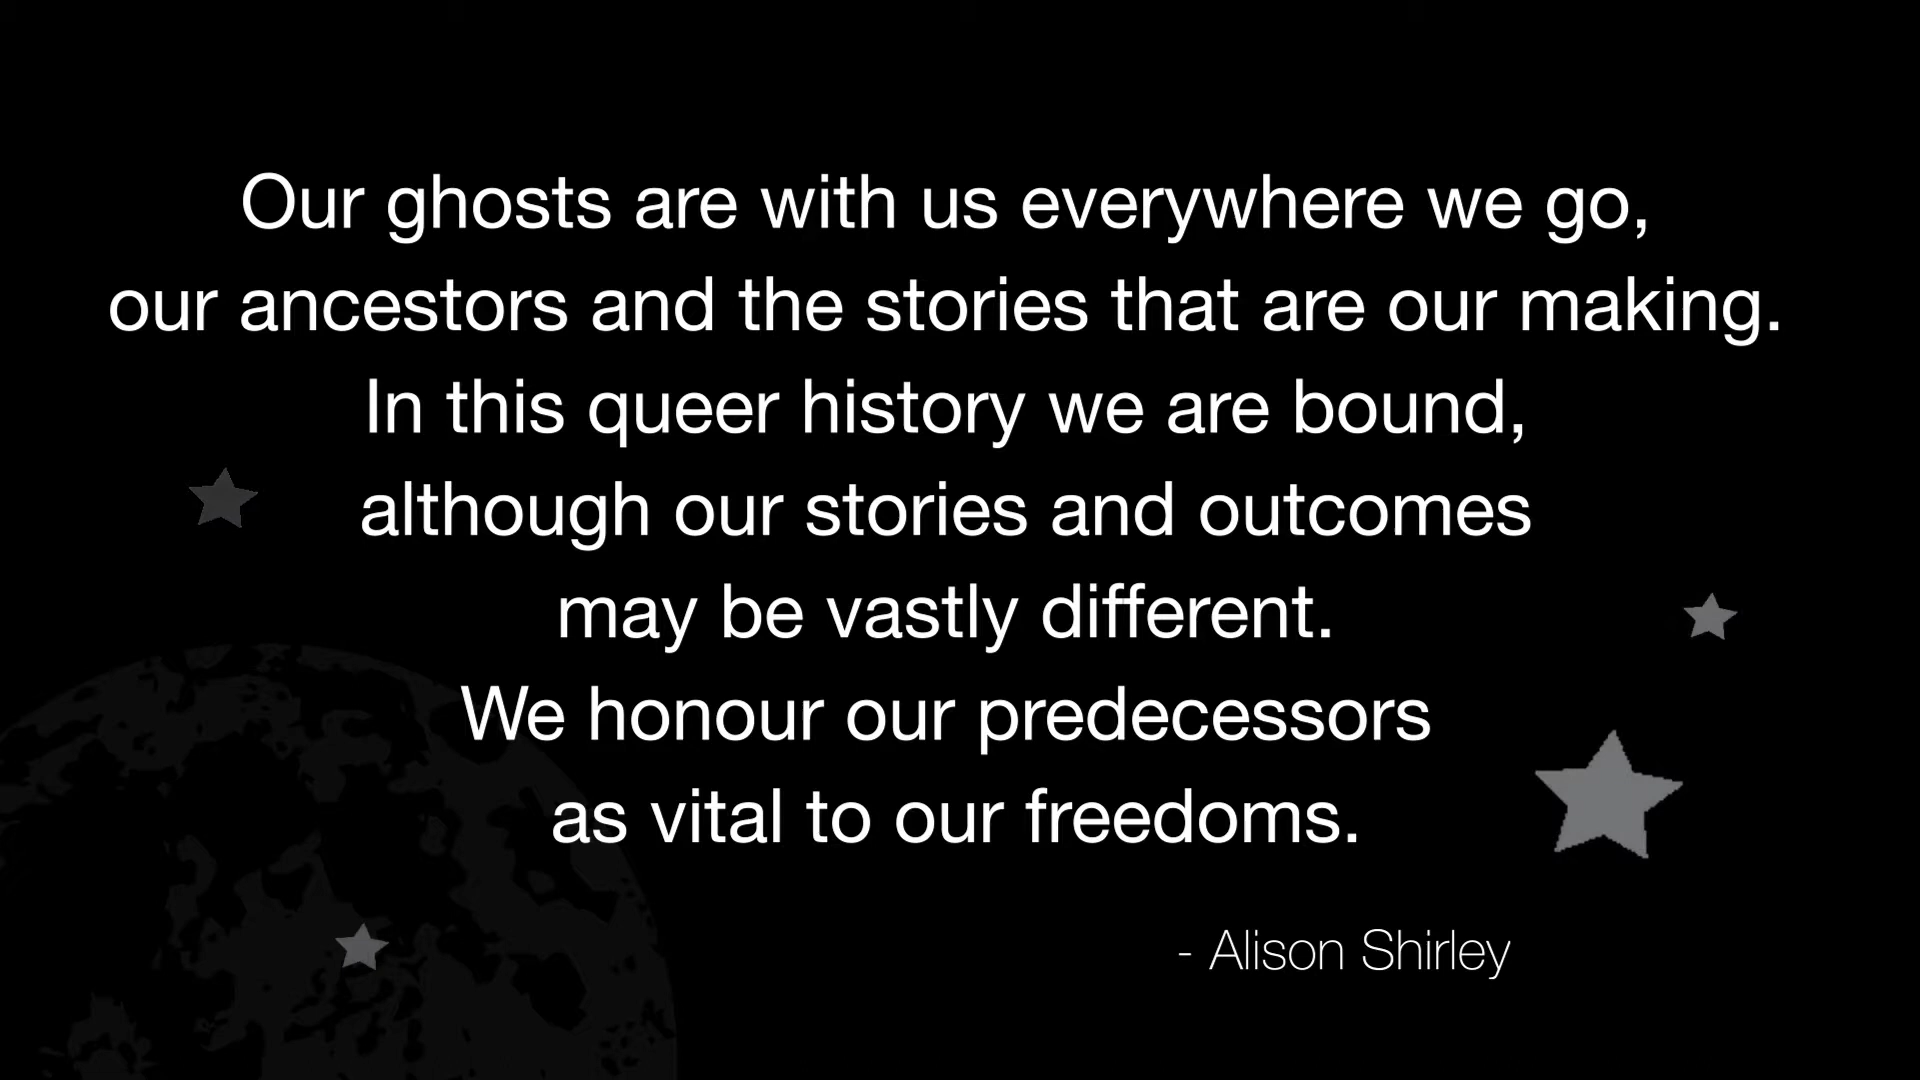 Our ghosts are with us everywhere we go,
our ancestors and the stories that are our making.
In this queer history we are bound,
although our stories and outcomes
may be vastly different.
We honour our predecessors
as vital to our freedoms.
- Alison Shirley